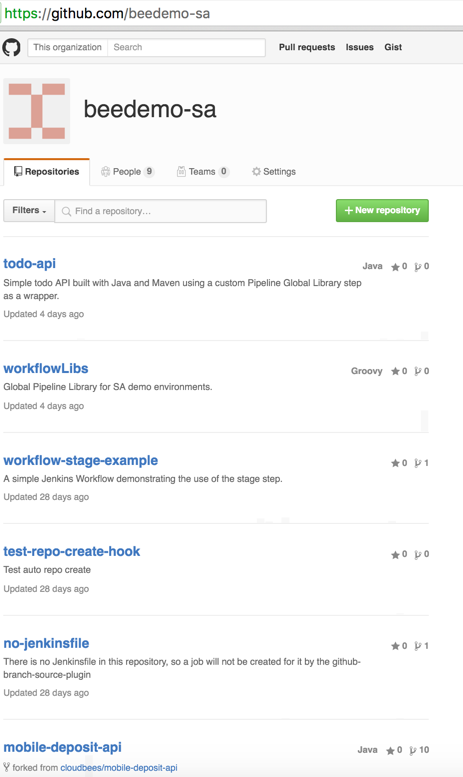 https://github.com/beedemo-sa
This organization Search Pull requests Issues Gist
beedemo-sa
Repositories People 9 Teams 0 Settings
Filters Find a repository… + New repository
todo-api Java 0 0
Simple todo API built with Java and Maven using a custom Pipeline Global Library step
as a wrapper.
Updated 4 days ago
workflowLibs Groovy 0 0
Global Pipeline Library for SA demo environments.
Updated 4 days ago
workflow-stage-example 0 1
A simple Jenkins Workflow demonstrating the use of the stage step.
Updated 28 days ago
test-repo-create-hook 0 0
Test auto repo create
Updated 28 days ago
no-jenkinsfile 0 1
There is no Jenkinsfile in this repository, so a job will not be created for it by the github-
branch-source-plugin
Updated 28 days ago
mobile-deposit-api Java 0 10
forked from cloudbees/mobile-deposit-api